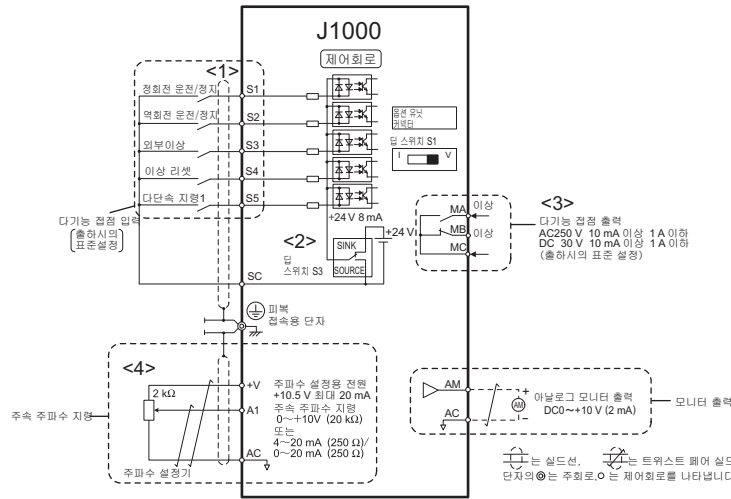 J1000
제어회로
<1>
정회전 운전/정지
S1
역회전 운전/정지
S2
외부이상
S3
이상 리셋
S4
다단속 지령1
S5
다기능 접점 입력
출하시의
표준설정
SC
옵션 유닛
커넥터
딥 스위치 S1
I
V
+24 V 8 mA
<2>
+24 V
SINK
딥
스위치 S3
SOURCE
MA
이상
MB
이상
MC
<3>
다기능 접점 출력
AC250 V 10 mA 이상 1 A 이하
DC 30 V 10 mA 이상 1 A 이하
(출하시의 표준 설정)
피복
접속용 단자
<4>
2 kΩ
주속 주파수 지령
주파수 설정기
+V
A1
AC
주파수 설정용 전원
+10.5 V 최대 20 mA
주속 주파수 지령
0～+10V (20 kΩ)
또는
4～20 mA (250 Ω)/
0～20 mA (250 Ω)
AM
AC
+
AM
−
아날로그 모니터 출력
DC0～+10 V (2 mA)
모니터 출력
는 실드선,
는 트위스트 페어 실드
단자의◎는 주회로,○ 는 제어회로를 나타냅니다